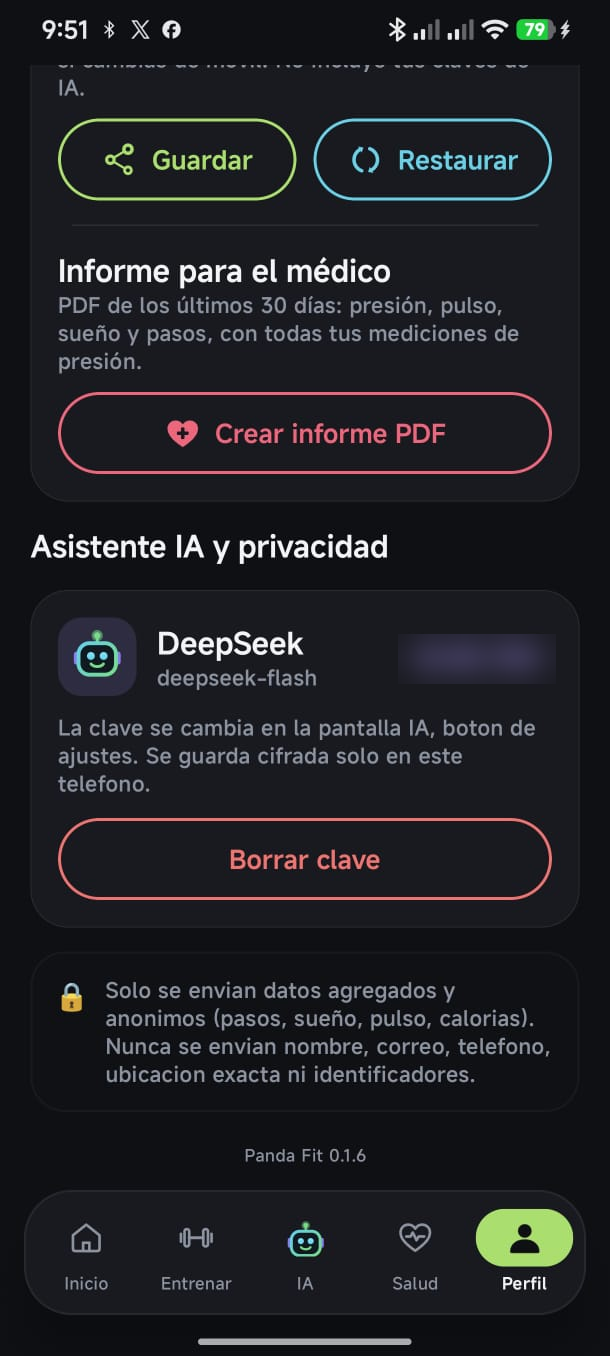 9:51
79
IA.
Guardar
Restaurar
Informe para el médico
PDF de los últimos 30 días: presión, pulso,
sueño y pasos, con todas tus mediciones de
presión.
Crear informe PDF
Asistente IA y privacidad
DeepSeek
deepseek-flash
La clave se cambia en la pantalla IA, boton de
ajustes. Se guarda cifrada solo en este
telefono.
Borrar clave
Solo se envian datos agregados y
anonimos (pasos, sueño, pulso, calorias).
Nunca se envian nombre, correo, telefono,
ubicacion exacta ni identificadores.
Panda Fit 0.1.6
Inicio
Entrenar
IA
Salud
Perfil